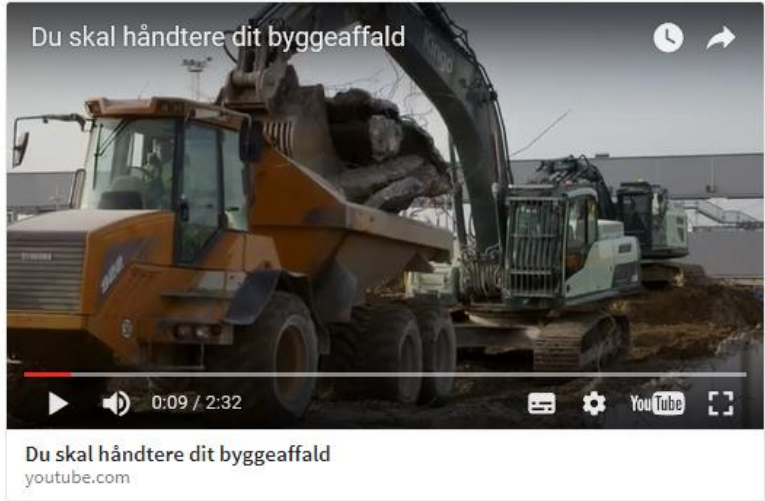 Du skal håndtere dit byggeaffald
0:09 / 2:32
YouTube
Du skal håndtere dit byggeaffald
youtube.com